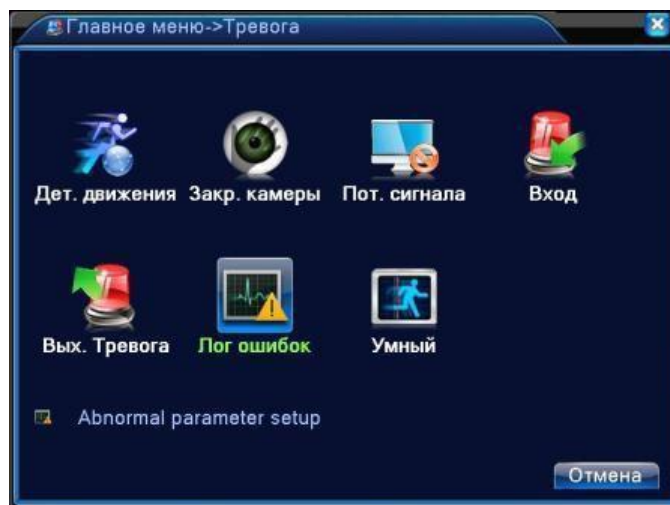 Главное меню->Тревога
Дет. движения Закр. камеры Пот. сигнала Вход
Вых. Тревога Лог ошибок Умный
Abnormal parameter setup
Отмена